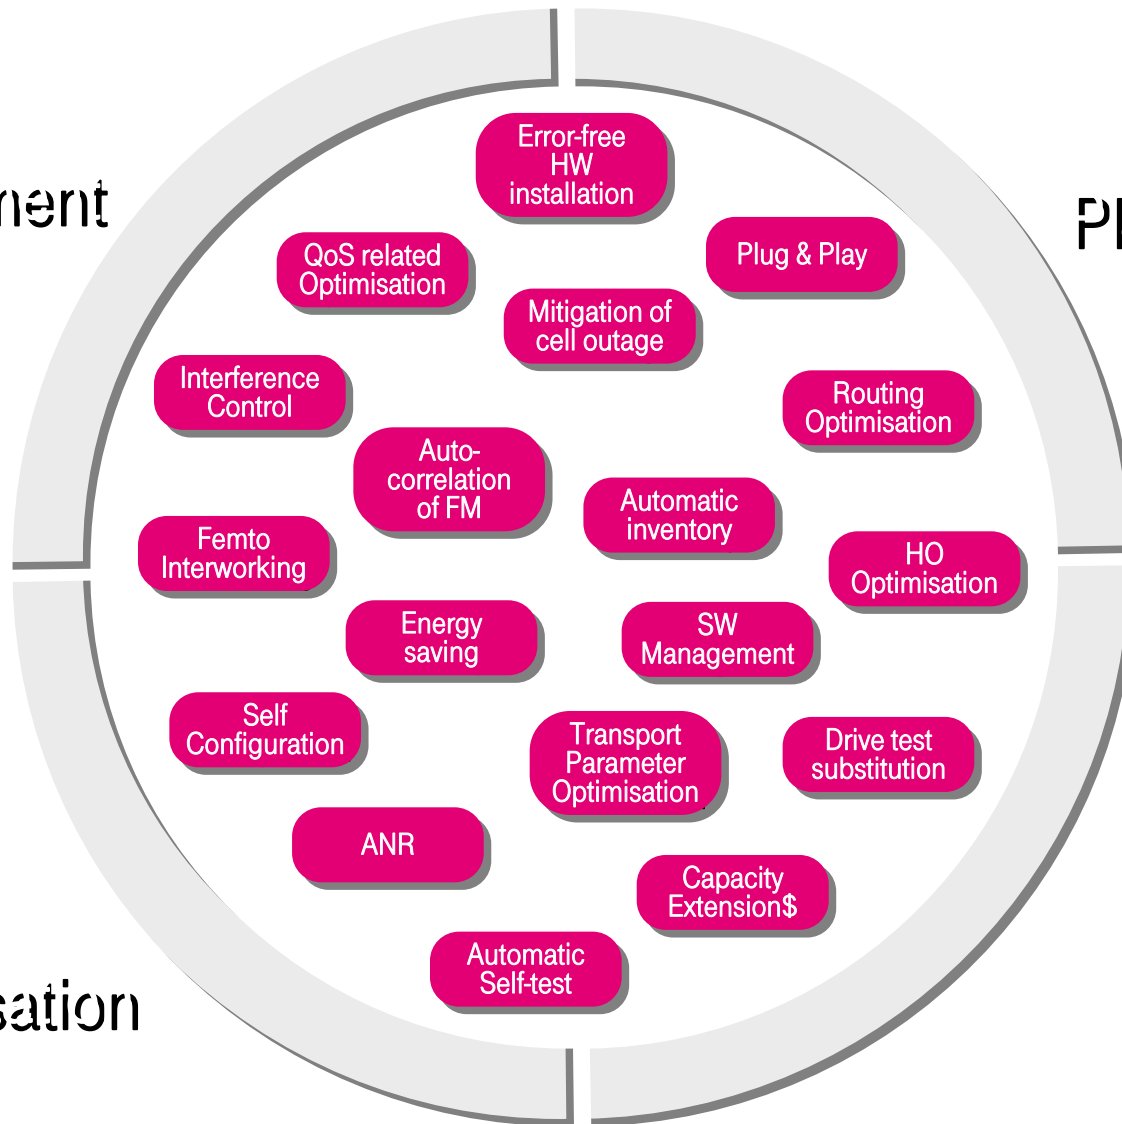 Error-free
HW
installation
ment
Pl
QoS related
Optimisation
Plug & Play
Mitigation of
cell outage
Interference
Control
Routing
Optimisation
Auto-
correlation
of FM
Automatic
inventory
Femto
Interworking
HO
Optimisation
Energy
saving
SW
Management
Self
Configuration
Transport
Parameter
Optimisation
Drive test
substitution
ANR
Capacity
Extension$
Automatic
Self-test
sation